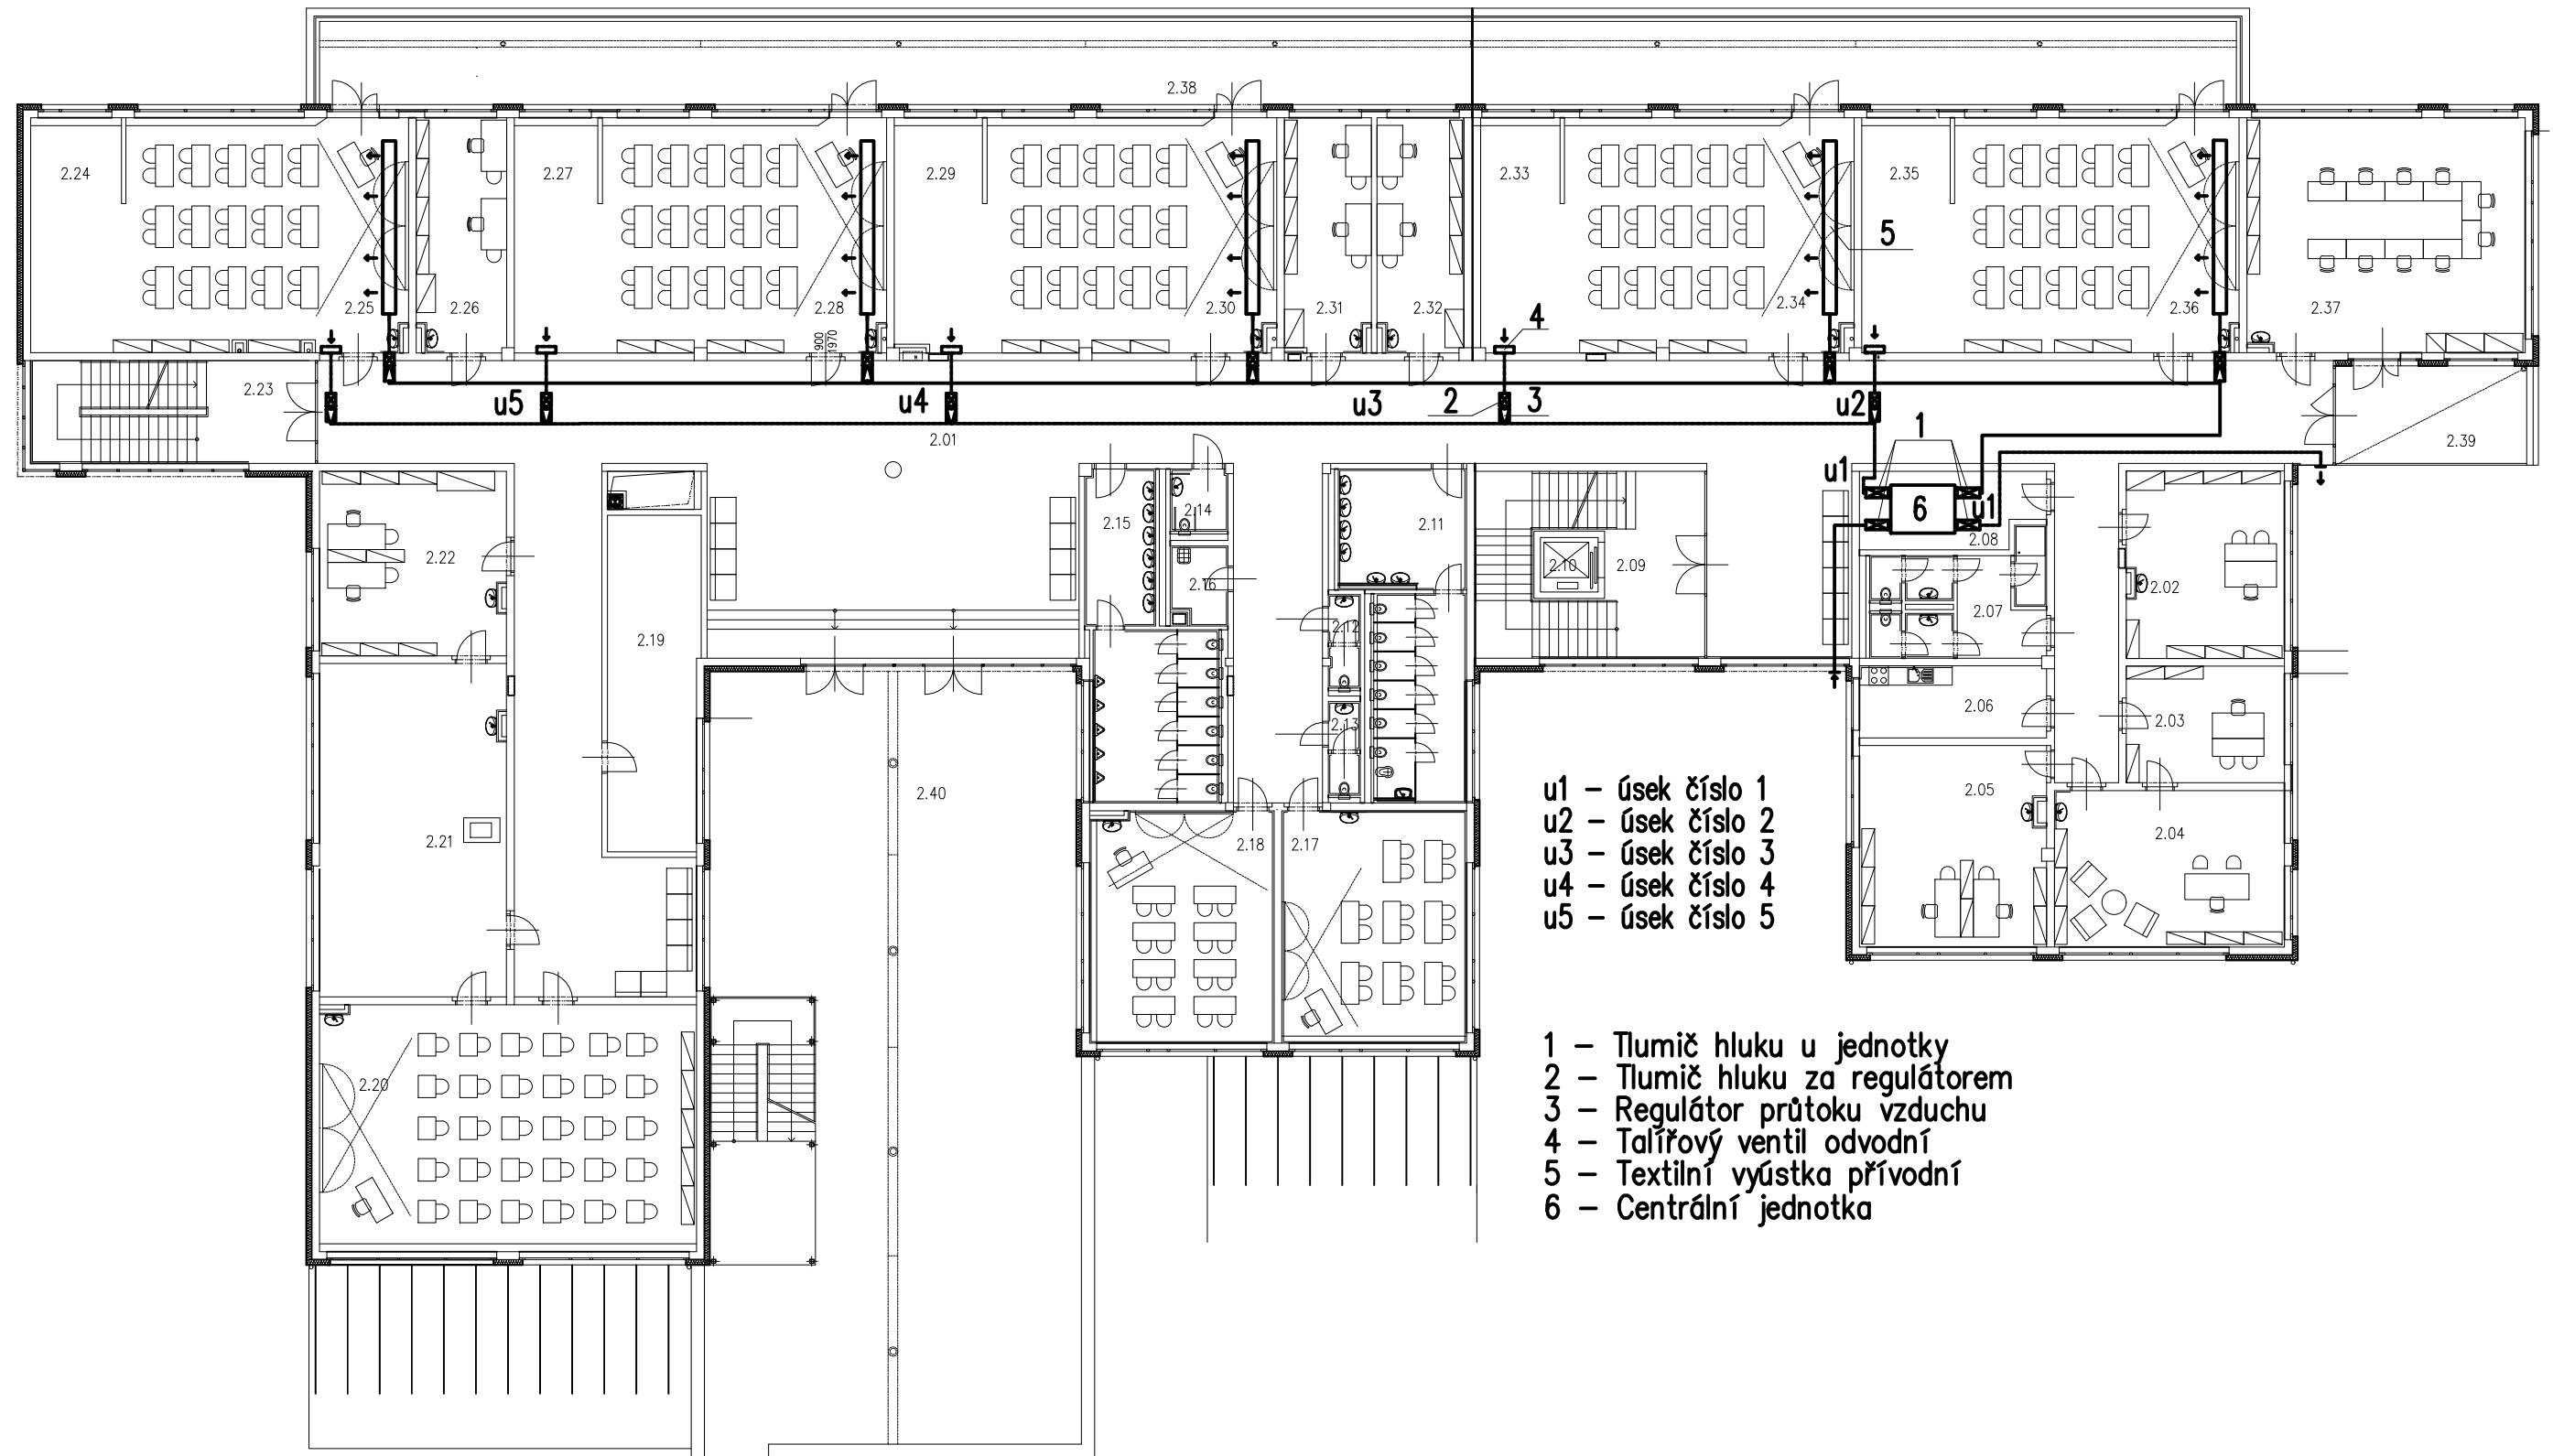 2.38
2.24
2.27
2.29
2.33
2.35
5
2.25
2.26
2.28
2.30
2.31
2.32
2.34
2.36
2.37
900
1970
4
2.23
u5
u4
u3
2
3
u2
2.01
1
2.39
u1
6
u1
2.15
2.14
2.11
2.10
2.09
2.08
2.22
2.16
2.02
2.07
2.19
2.12
2.06
2.03
2.13
2.40
2.05
2.21
2.18
2.17
2.04
u1 – úsek číslo 1
u2 – úsek číslo 2
u3 – úsek číslo 3
u4 – úsek číslo 4
u5 – úsek číslo 5
2.20
1 – Tlumič hluku u jednotky
2 – Tlumič hluku za regulátorem
3 – Regulátor průtoku vzduchu
4 – Talířový ventil odvodní
5 – Textilní vyústka přívodní
6 – Centrální jednotka